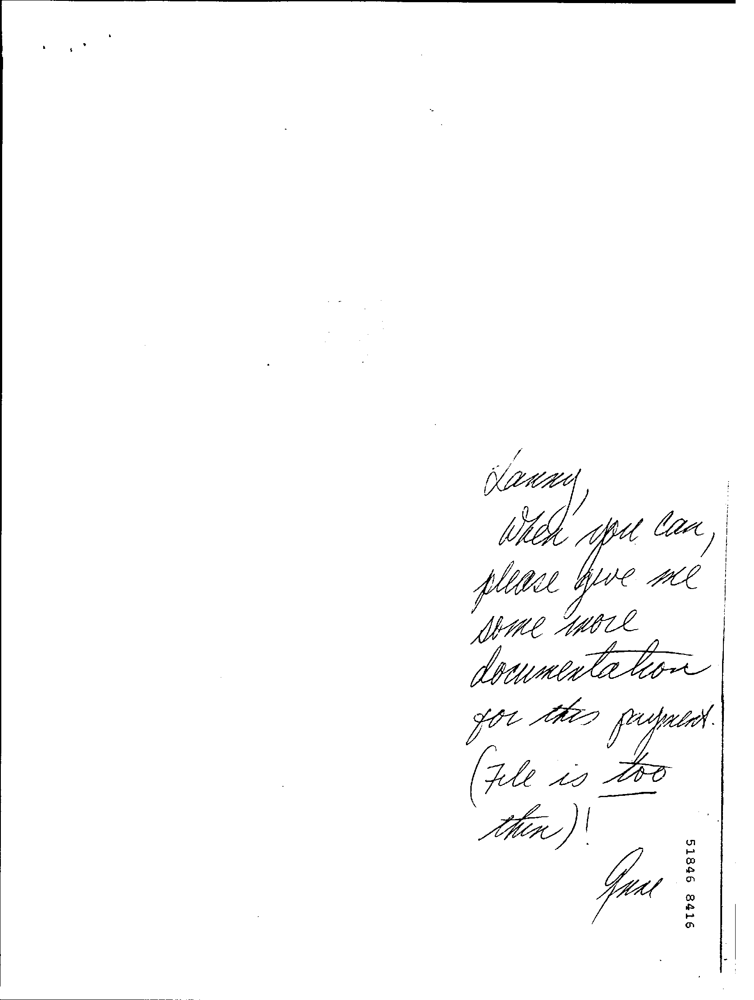 Lanny,
When you can,
please give me
some more
documentation
for this payment.
(File is too
thin)!
June
51846 8416